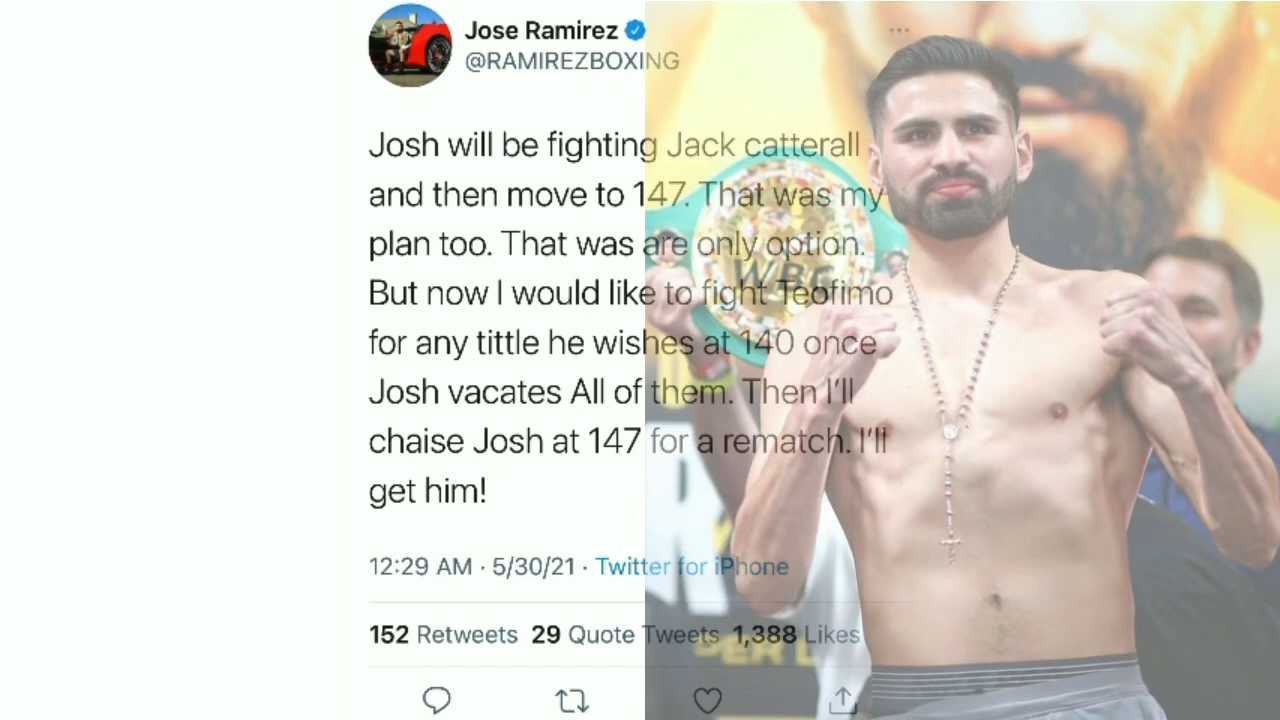 Jose Ramirez
@RAMIREZBOXING
Josh will be fighting Jack catterall
and then move to 147. That was my
plan too. That was are only option.
But now I would like to fight Teofimo
for any tittle he wishes at 140 once
Josh vacates All of them. Then I'll
chaise Josh at 147 for a rematch. I'll
get him!
WBC
12:29 AM · 5/30/21 · Twitter for iPhone
152 Retweets 29 Quote Tweets 1,388 Likes